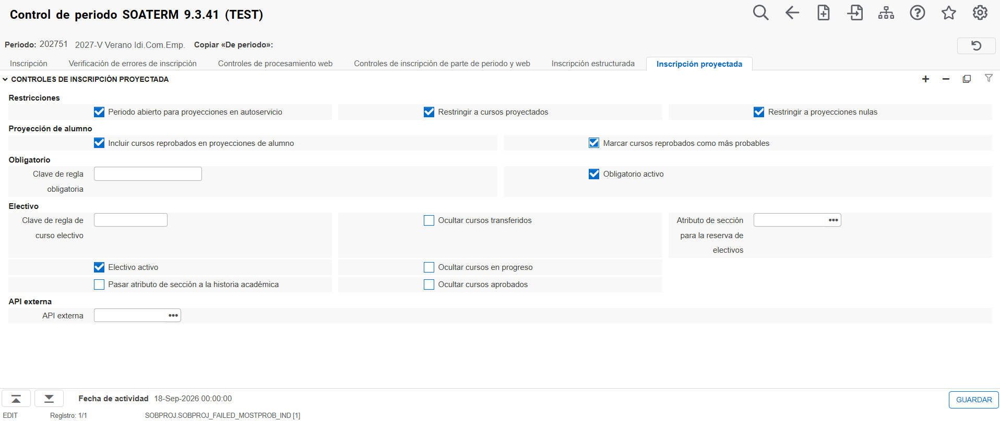 Control de periodo SOATERM 9.3.41 (TEST)
Periodo: 202751 2027-V Verano Idi.Com.Emp. Copiar «De periodo»:
Inscripción Verificación de errores de inscripción Controles de procesamiento web Controles de inscripción de parte de periodo y web Inscripción estructurada Inscripción proyectada
CONTROLES DE INSCRIPCIÓN PROYECTADA
Restricciones
Periodo abierto para proyecciones en autoservicio Restringir a cursos proyectados Restringir a proyecciones nulas
Proyección de alumno
Incluir cursos reprobados en proyecciones de alumno Marcar cursos reprobados como más probables
Obligatorio
Clave de regla obligatoria Obligatorio activo
Electivo
Clave de regla de curso electivo Ocultar cursos transferidos Atributo de sección para la reserva de electivos
Electivo activo Ocultar cursos en progreso
Pasar atributo de sección a la historia académica Ocultar cursos aprobados
API externa
API externa
Fecha de actividad 18-Sep-2026 00:00:00 GUARDAR
EDIT Registro: 1/1 SOBPROJ.SOBPROJ_FAILED_MOSTPROB_IND [1]